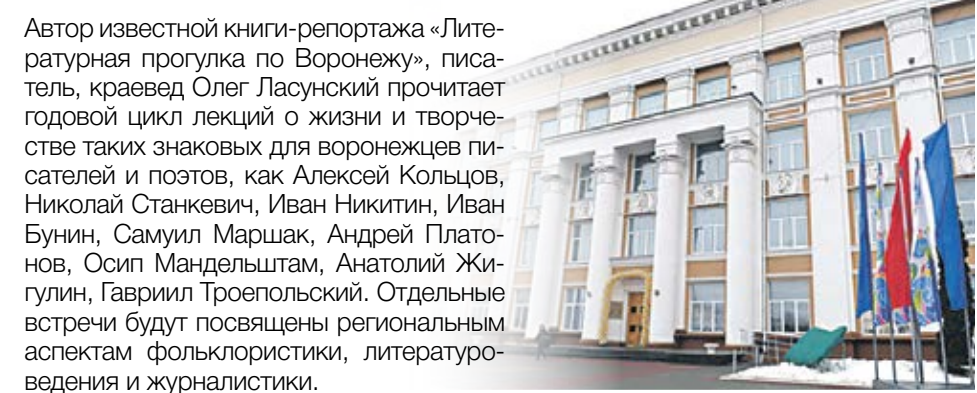 Автор известной книги-репортажа «Лите-
ратурная прогулка по Воронежу», писа-
тель, краевед Олег Ласунский прочитает
годовой цикл лекций о жизни и творче-
стве таких знаковых для воронежцев пи-
сателей и поэтов, как Алексей Кольцов,
Николай Станкевич, Иван Никитин, Иван
Бунин, Самуил Маршак, Андрей Плато-
нов, Осип Мандельштам, Анатолий Жи-
гулин, Гавриил Троепольский. Отдельные
встречи будут посвящены региональным
аспектам фольклористики, литературо-
ведения и журналистики.